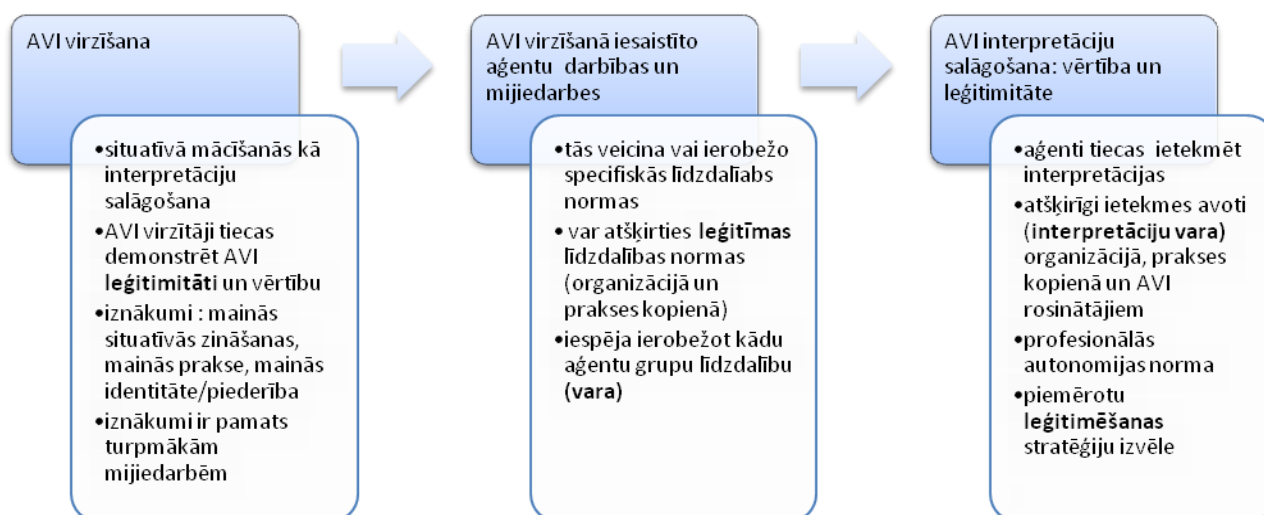 AVI virzīšana
•situatīvā mācīšanās kā
interpretāciju
salāgošana
•AVI virzītāji tiecas
demonstrēt AVI
leģitimitāti un vērtību
•iznākumi : mainās
situatīvās zināšanas,
mainās prakse, mainās
identitāte/piederība
•iznākumi ir pamats
turpmākām
mijiedarbēm
AVI virzīšanā iesaistīto
aģentu darbības un
mijiedarbes
•tās veicina vai ierobežo
specifiskās līdzdalīabs
normas
• var atšķirties leģitīmas
līdzdalības normas
(organizācijā un
prakses kopienā)
•iespēja ierobežot kādu
aģentu grupu līdzdalību
(vara)
AVI interpretāciju
salāgošana: vērtība un
leģitimitāte
•aģenti tiecas ietekmēt
interpretācijas
•atšķirīgi ietekmes avoti
(interpretāciju vara)
organizācijā, prakses
kopienā un AVI
rosinātājiem
•profesionālās
autonomijas norma
•piemērotu
leģitimēšanas
stratēģiju izvēle